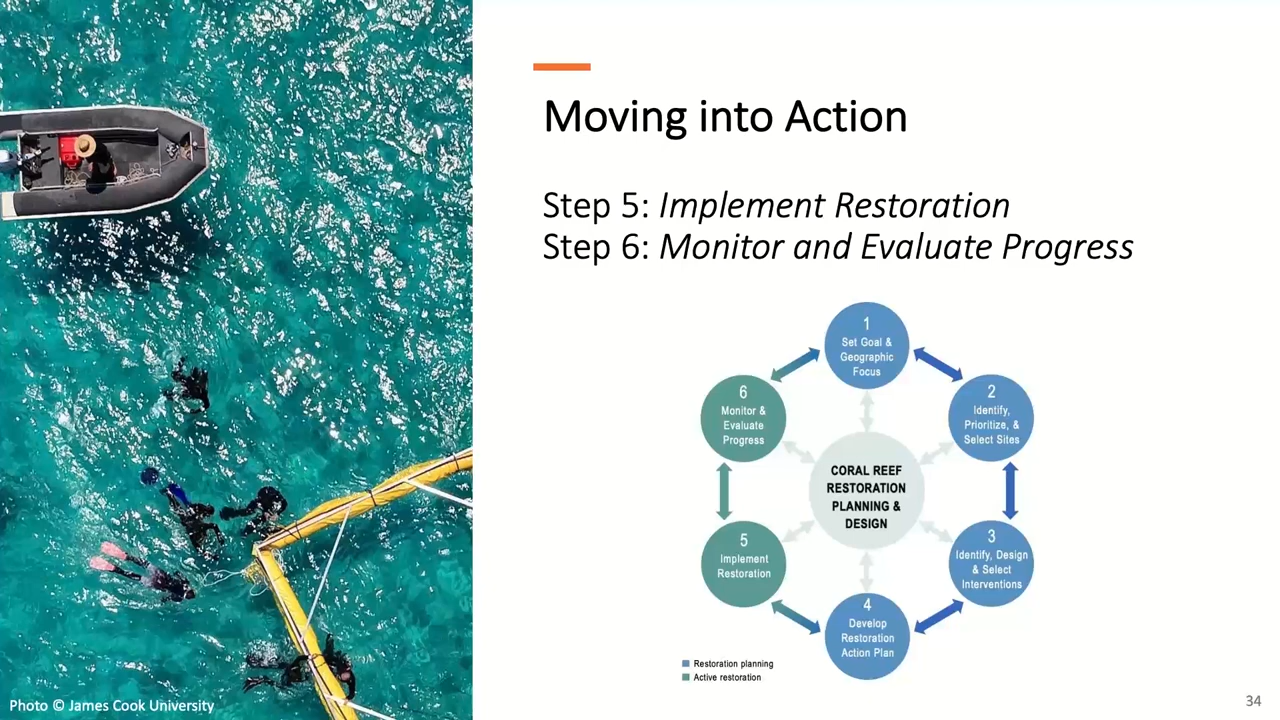 Moving into Action
Step 5: Implement Restoration
Step 6: Monitor and Evaluate Progress
1
Set Goal &
Geographic
Focus
2
Identify,
Prioritize, &
Select Sites
3
Identify, Design
& Select
Interventions
4
Develop
Restoration
Action Plan
5
Implement
Restoration
6
Monitor &
Evaluate
Progress
CORAL REEF
RESTORATION
PLANNING &
DESIGN
Restoration planning
Active restoration
Photo © James Cook University
34